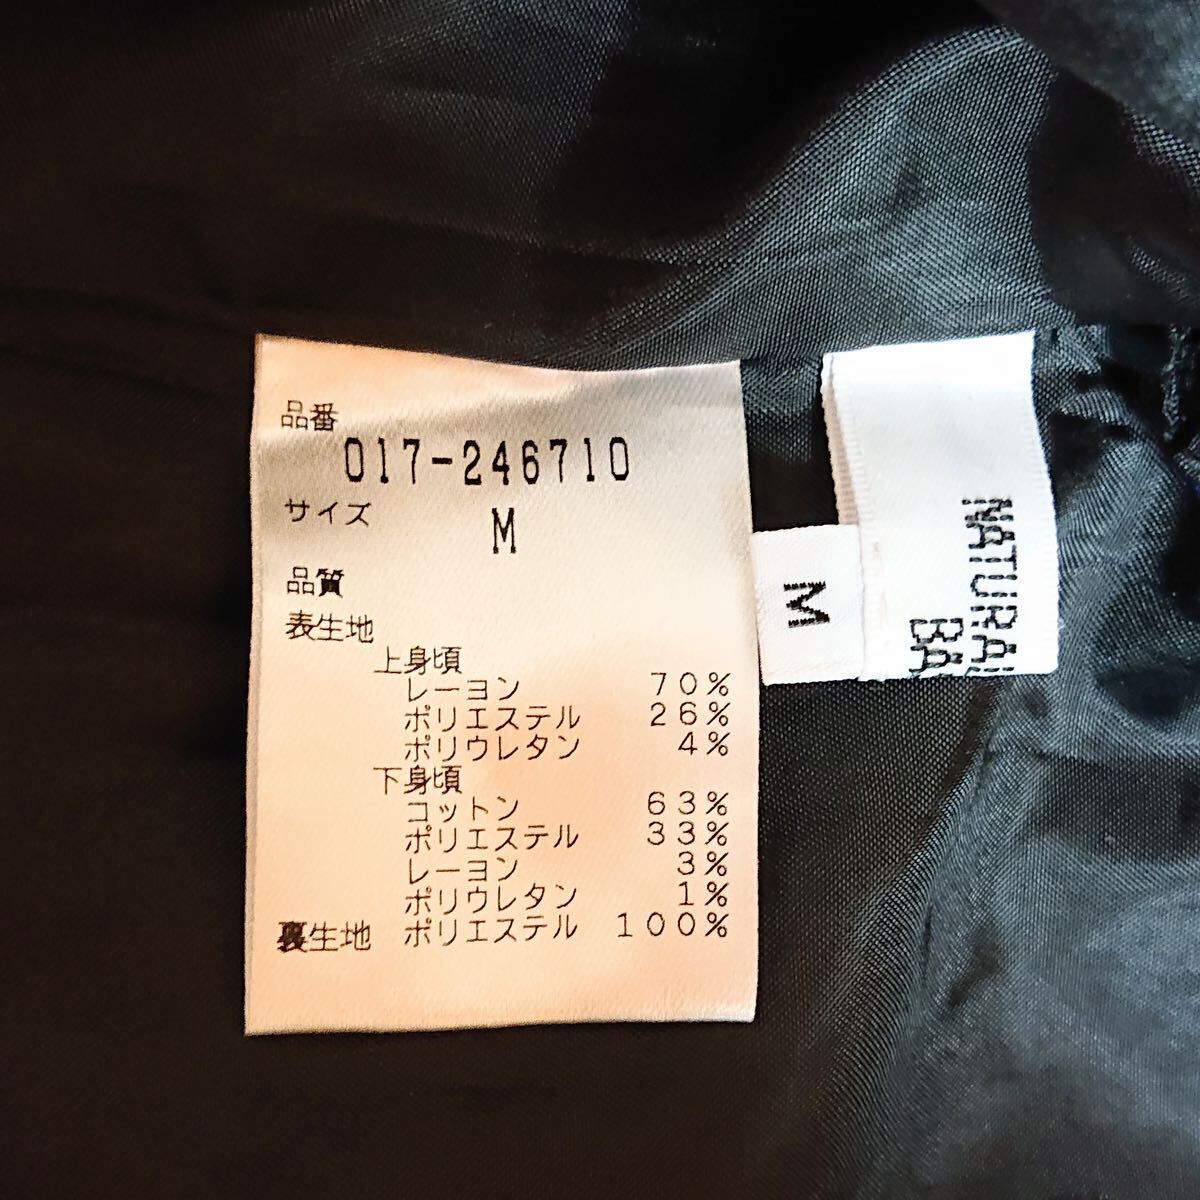 品番
017-246710
サイズ
M
品質
表生地
上身頃
レーヨン 70%
ポリエステル 26%
ポリウレタン 4%
下身頃
コットン 63%
ポリエステル 33%
レーヨン 3%
ポリウレタン 1%
裏生地 ポリエステル 100%
M